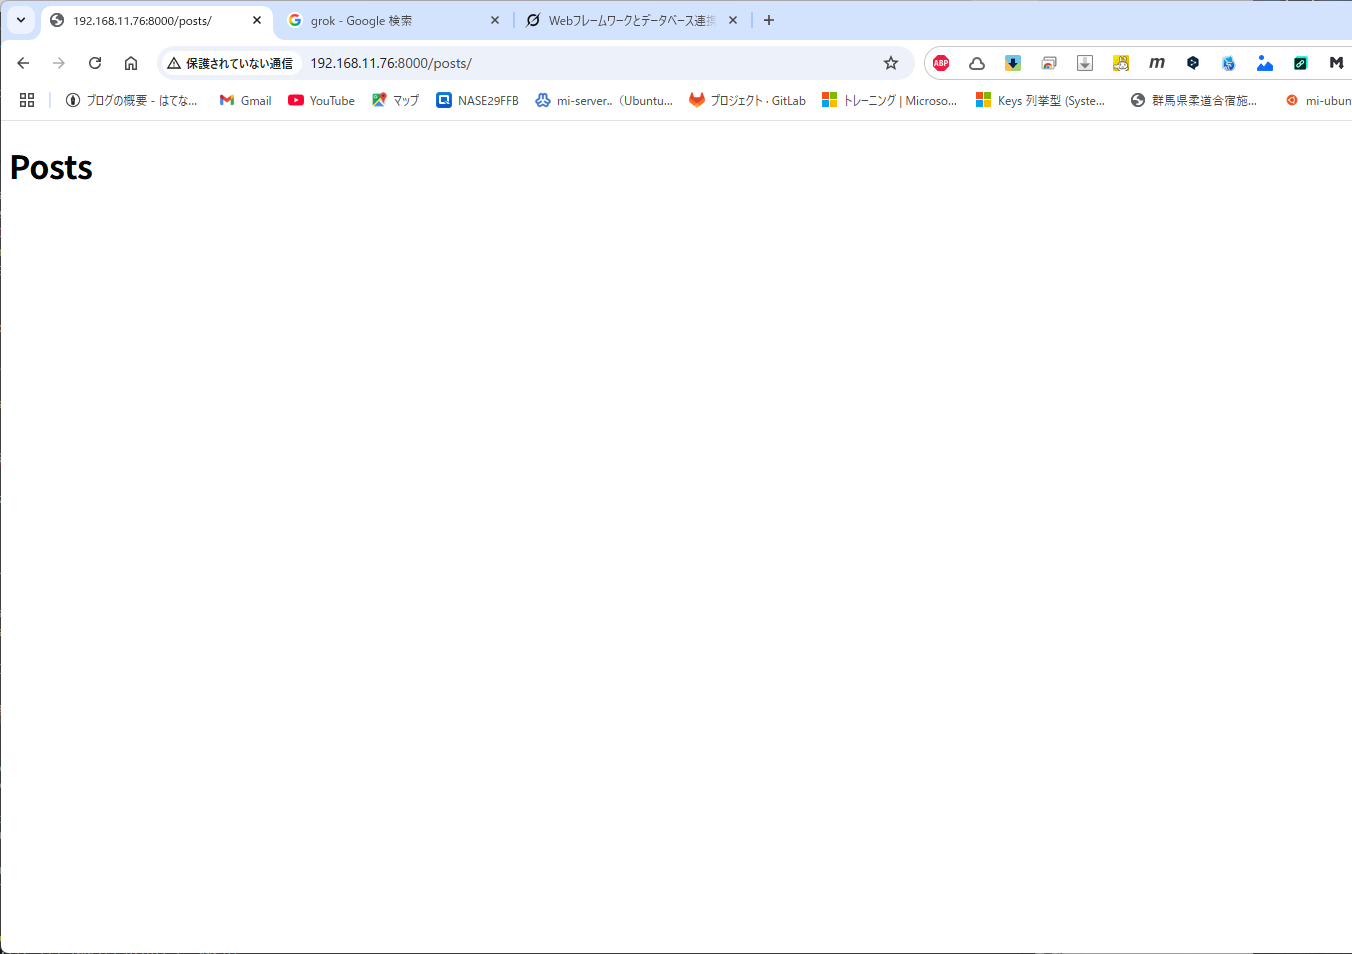 192.168.11.76:8000/posts/
grok - Google 検索
Webフレームワークとデータベース連携
保護されていない通信
192.168.11.76:8000/posts/
ABP
m
ブログの概要 - はてな...
Gmail
YouTube
マップ
NASE29FFB
mi-server..（Ubuntu...
プロジェクト · GitLab
トレーニング | Microso...
Keys 列挙型 (Syste...
群馬県柔道合宿施...
mi-ubun
Posts